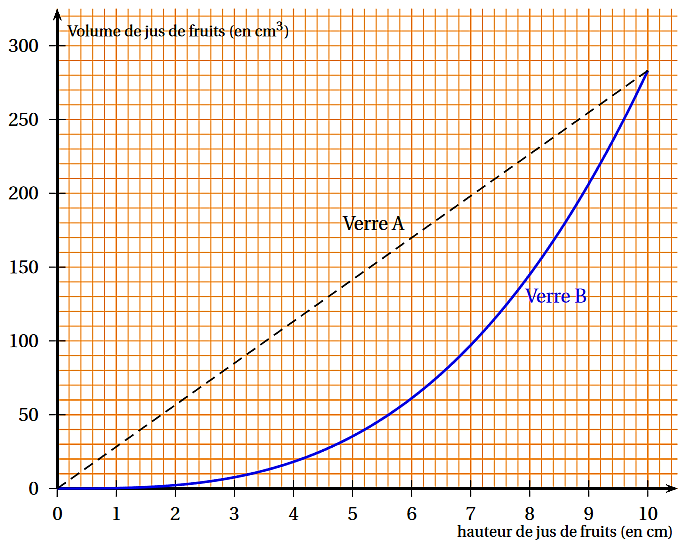 Volume de jus de fruits (en cm³)
300
250
200
150
100
50
0
Verre A
Verre B
0 1 2 3 4 5 6 7 8 9 10
hauteur de jus de fruits (en cm)